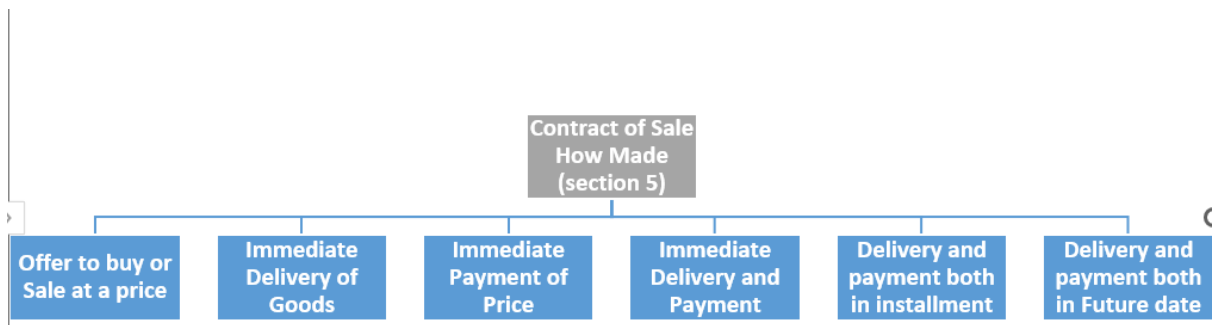 Contract of Sale
How Made
(section 5)
Offer to buy or
Sale at a price
Immediate
Delivery of
Goods
Immediate
Payment of
Price
Immediate
Delivery and
Payment
Delivery and
payment both
in installment
Delivery and
payment both
in Future date